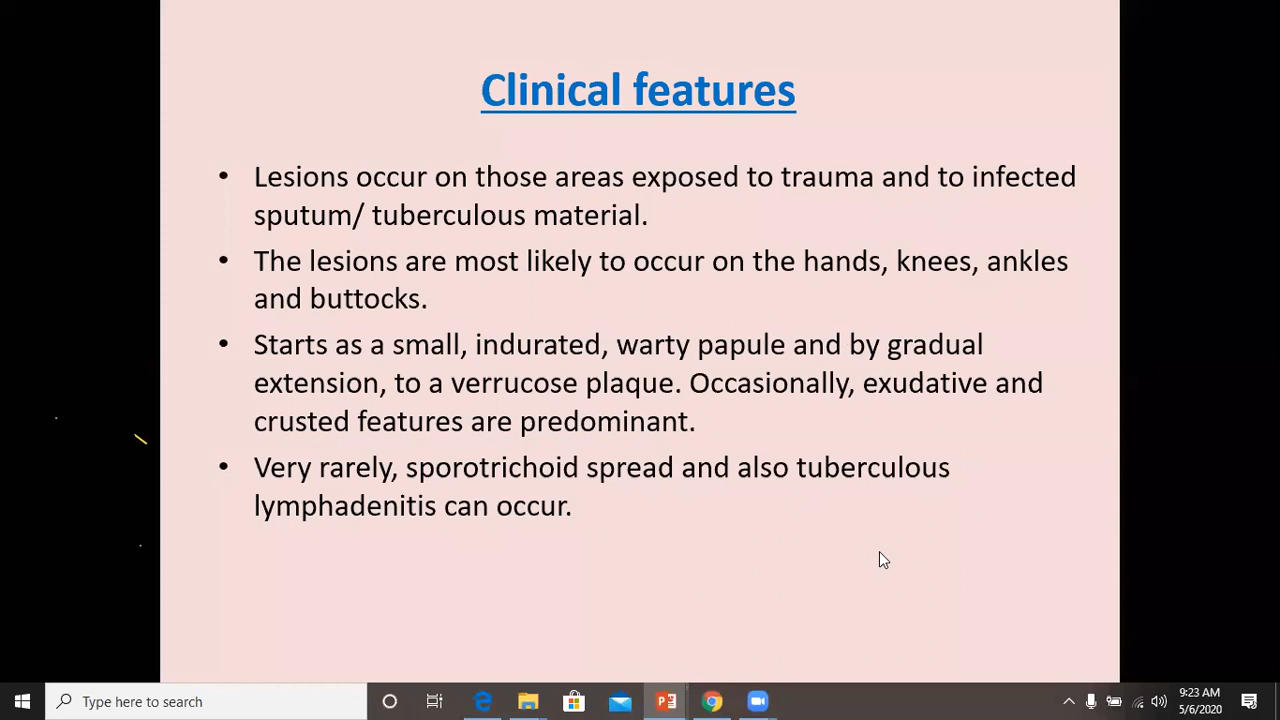 Clinical features
• Lesions occur on those areas exposed to trauma and to infected
sputum/ tuberculous material.
• The lesions are most likely to occur on the hands, knees, ankles
and buttocks.
• Starts as a small, indurated, warty papule and by gradual
extension, to a verrucose plaque. Occasionally, exudative and
crusted features are predominant.
• Very rarely, sporotrichoid spread and also tuberculous
lymphadenitis can occur.
Type here to search
9:23 AM
5/6/2020